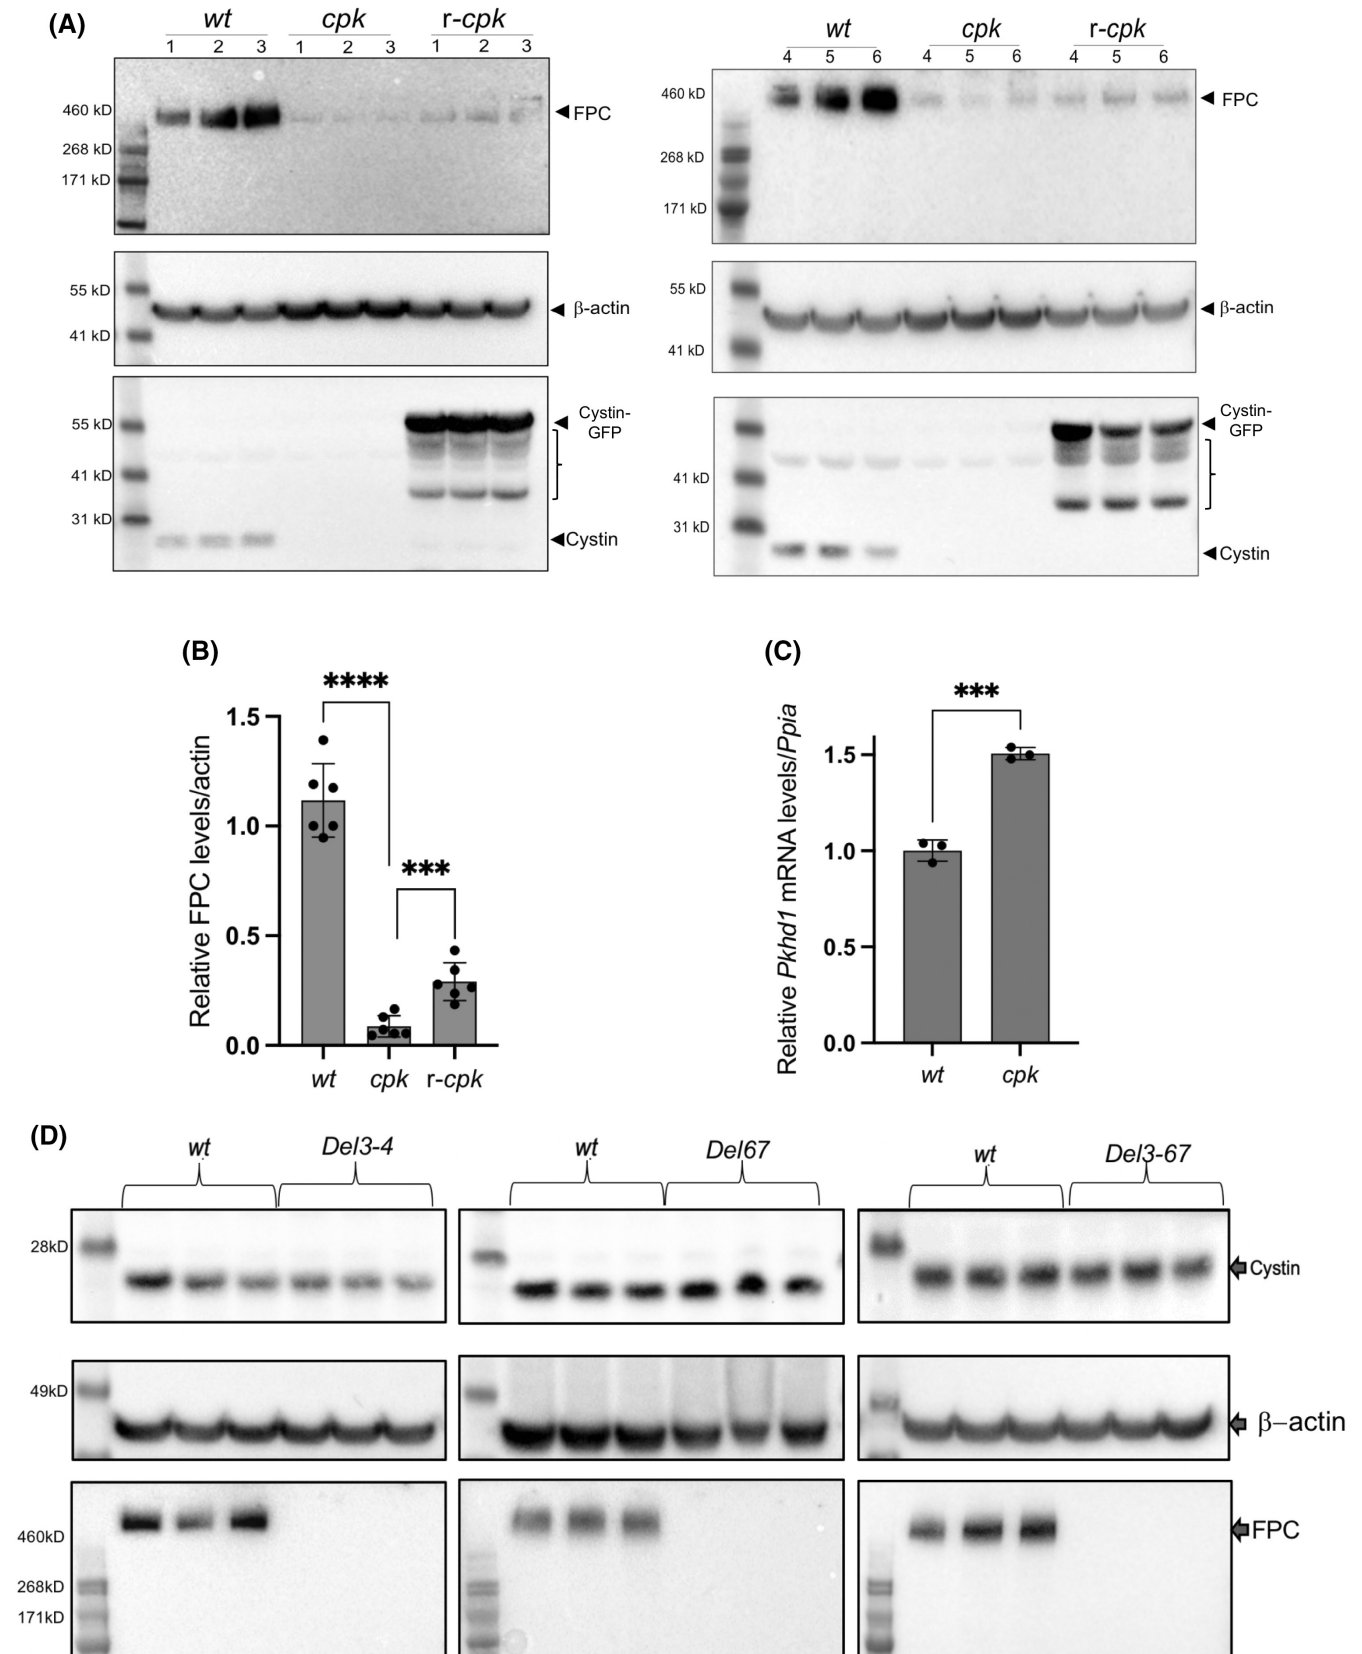 (A)
wt cpk r-cpk
1 2 3 1 2 3 1 2 3
460 kD
268 kD
171 kD
FPC
55 kD
41 kD
β-actin
55 kD
41 kD
31 kD
Cystin-
GFP
Cystin
wt cpk r-cpk
4 5 6 4 5 6 4 5 6
460 kD
268 kD
171 kD
FPC
55 kD
41 kD
β-actin
41 kD
31 kD
Cystin-
GFP
Cystin
(B)
Relative FPC levels/actin
1.5
1.0
0.5
0.0
****
***
wt cpk r-cpk
(C)
Relative Pkhd1 mRNA levels/Ppia
1.5
1.0
0.5
0.0
***
wt cpk
(D)
wt Del3-4 wt Del67 wt Del3-67
28kD
Cystin
49kD
β-actin
460kD
268kD
171kD
FPC